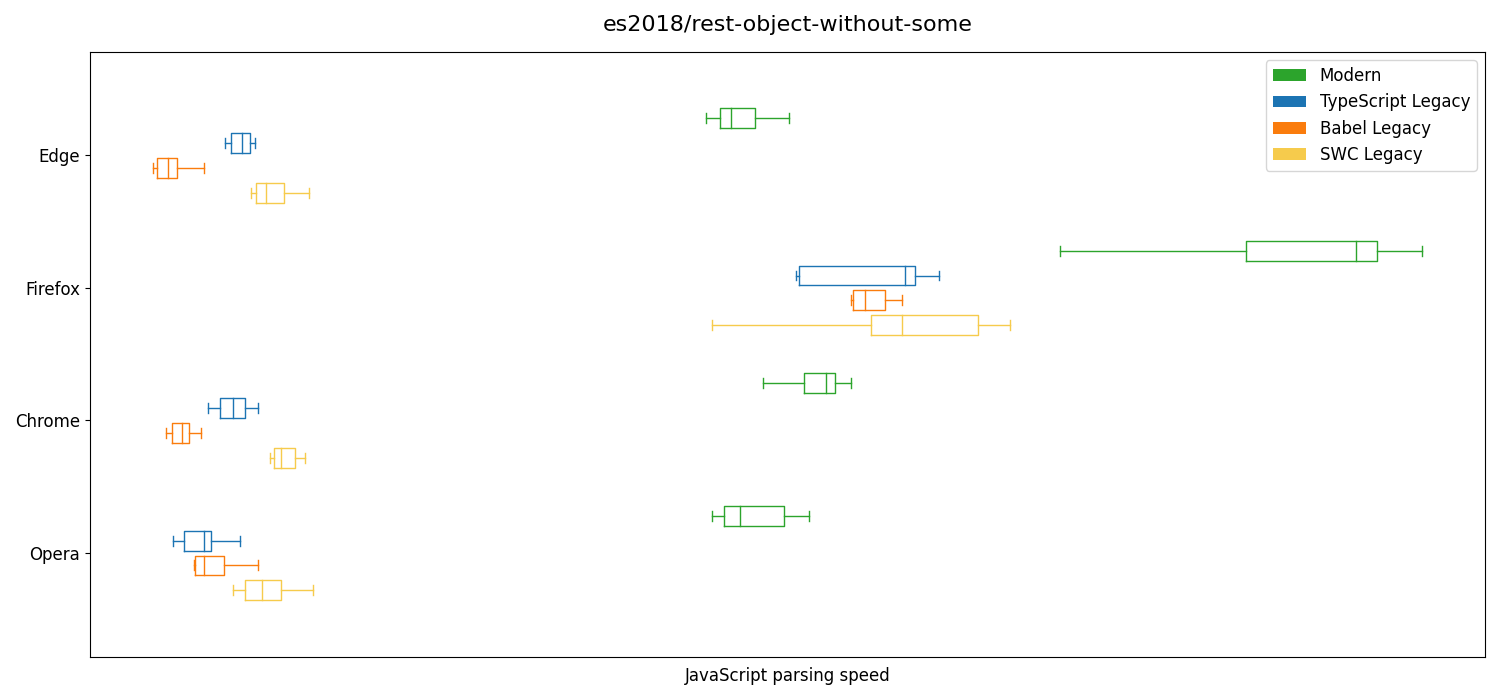 es2018/rest-object-without-some
Modern
TypeScript Legacy
Babel Legacy
SWC Legacy
Edge
Firefox
Chrome
Opera
JavaScript parsing speed